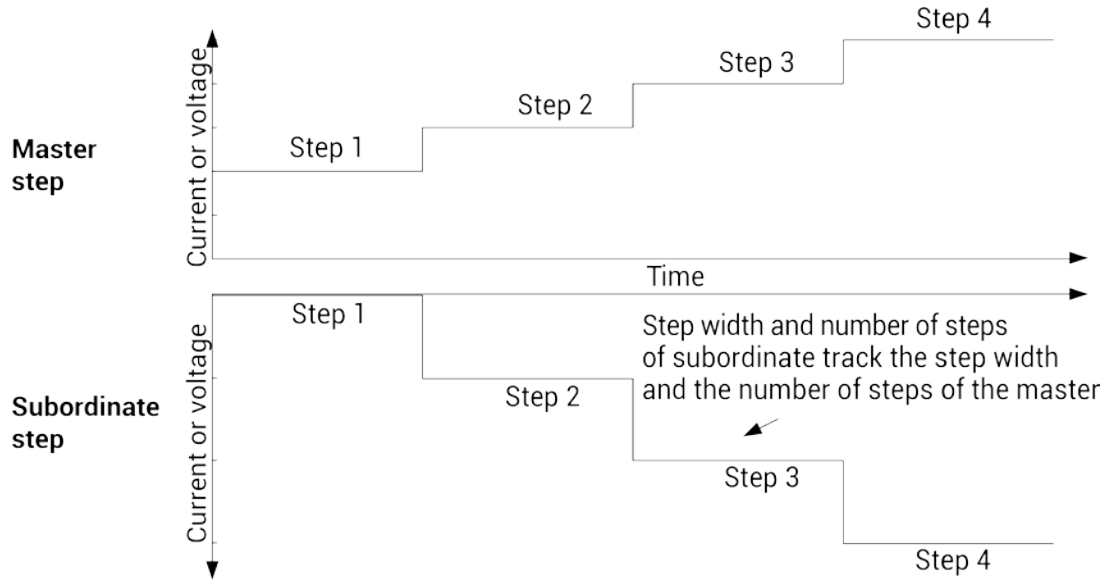 Step 4
Step 3
Step 2
Step 1
Master
step
Current or voltage
Time
Step 1
Step width and number of steps
of subordinate track the step width
and the number of steps of the master
Step 2
Subordinate
step
Current or voltage
Step 3
Step 4